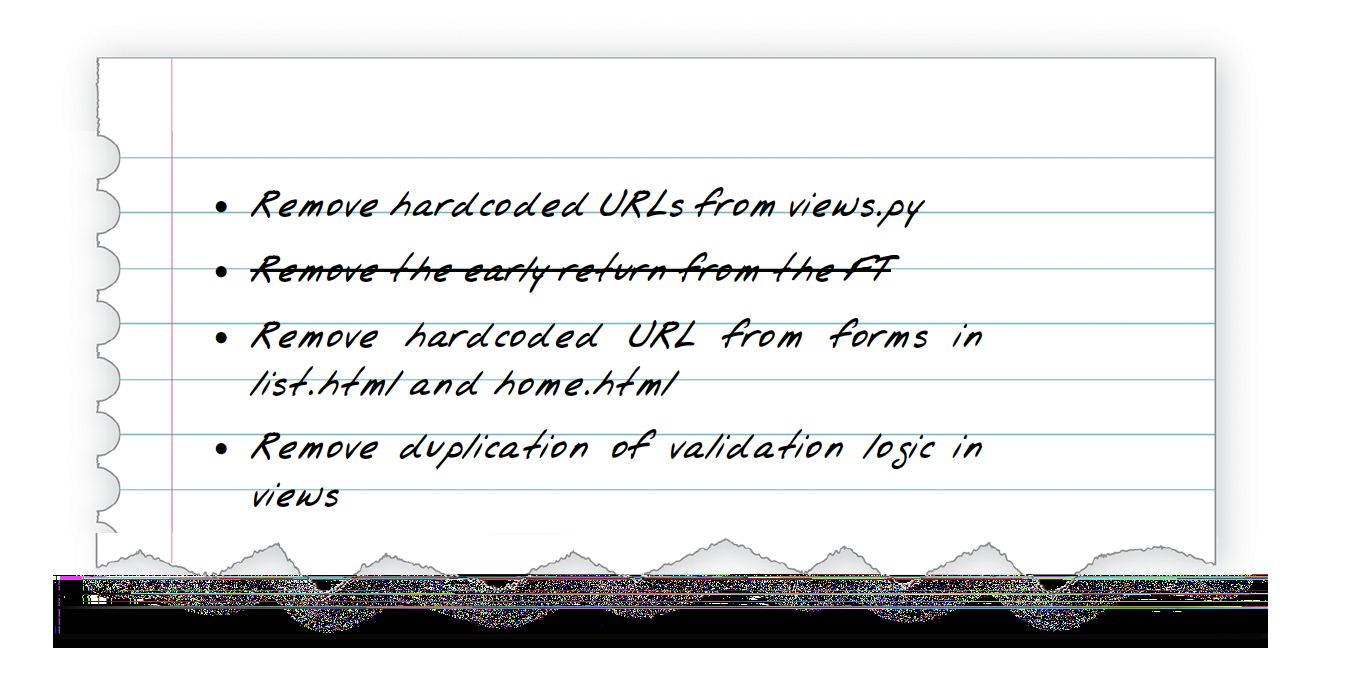 • Remove hardcoded URLs from views.py
• Remove the early return from the FT
• Remove hardcoded URL from forms in
list.html and home.html
• Remove duplication of validation logic in
views